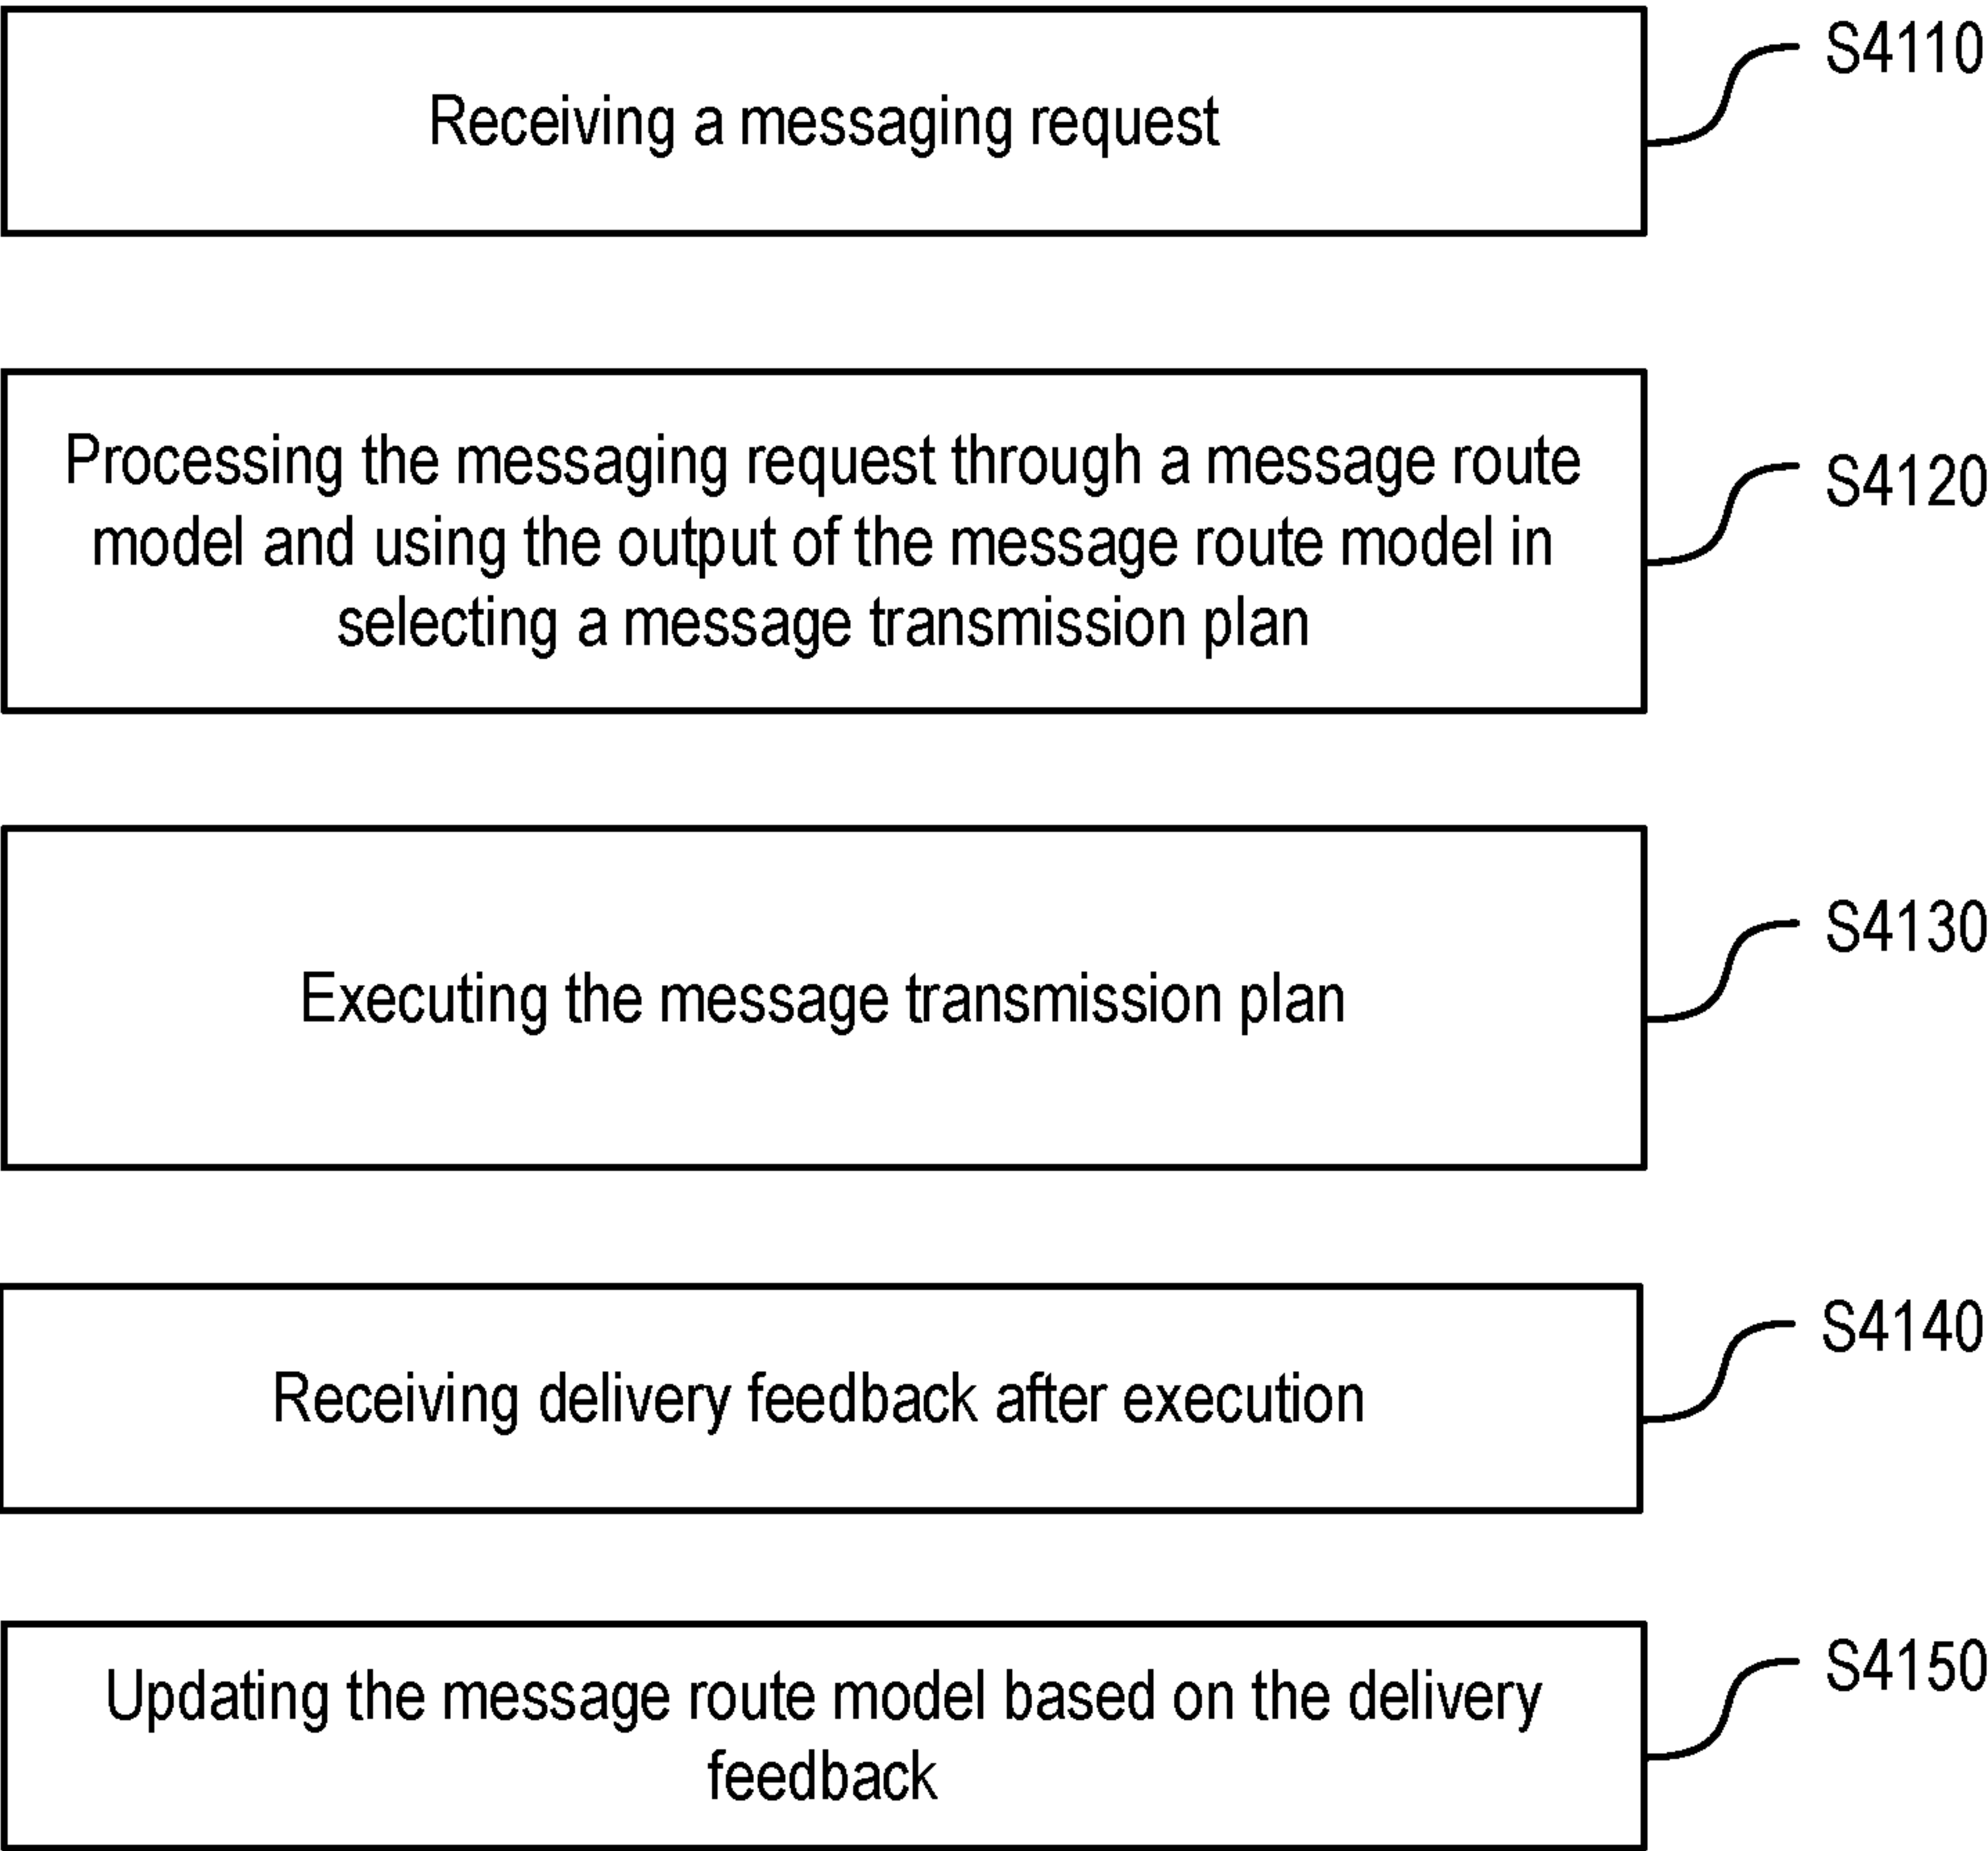 S4110
Receiving a messaging request
Processing the messaging request through a message route
S4120
model and using the output of the message route model in
selecting a message transmission plan
S4130
Executing the message transmission plan
S4140
Receiving delivery feedback after execution
S4150
Updating the message route model based on the delivery
feedback